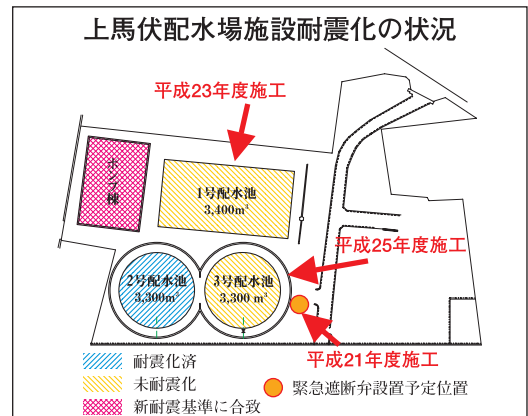 上馬伏配水場施設耐震化の状況
平成23年度施工
ポンプ棟
1号配水池
3,400㎥
平成25年度施工
2号配水池
3,300㎥
3号配水池
3,300㎥
平成21年度施工
耐震化済
未耐震化
緊急遮断弁設置予定位置
新耐震基準に合致